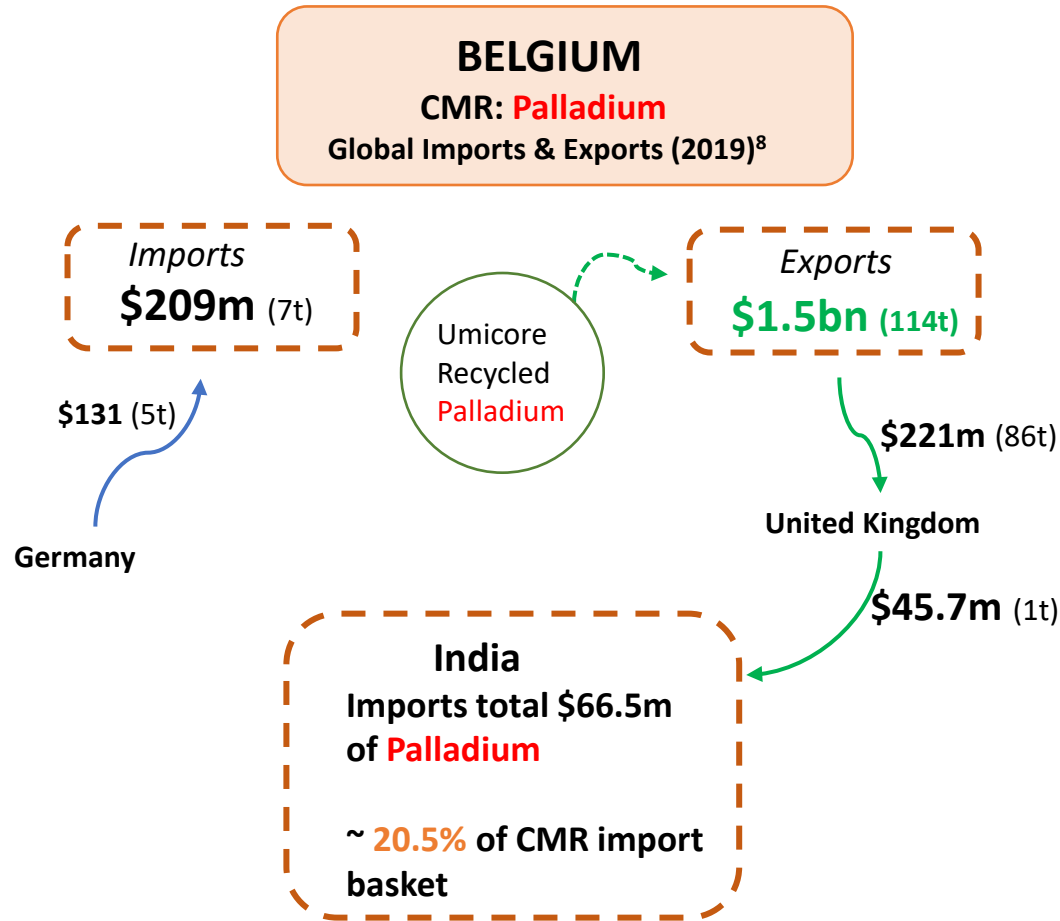 BELGIUM
CMR: Palladium
Global Imports & Exports (2019)⁸
Imports
$209m (7t)
Umicore
Recycled
Palladium
Exports
$1.5bn (114t)
$131 (5t)
$221m (86t)
Germany
United Kingdom
$45.7m (1t)
India
Imports total $66.5m
of Palladium
~ 20.5% of CMR import
basket